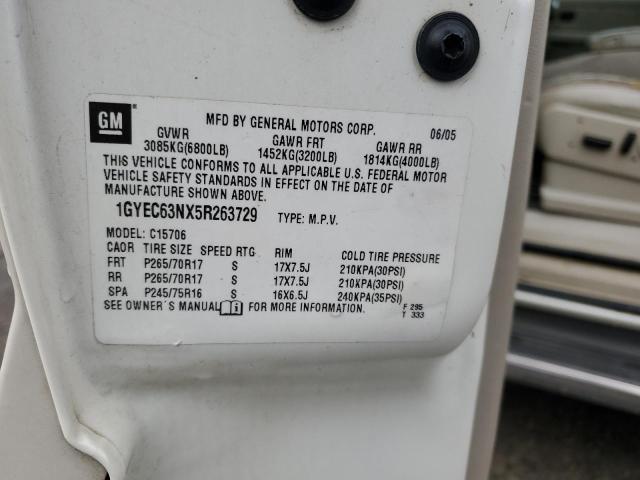 GM
MFD BY GENERAL MOTORS CORP. 06/05
GVWR GAWR FRT GAWR RR
3085KG(6800LB) 1452KG(3200LB) 1814KG(4000LB)
THIS VEHICLE CONFORMS TO ALL APPLICABLE U.S. FEDERAL MOTOR
VEHICLE SAFETY STANDARDS IN EFFECT ON THE DATE OF
MANUFACTURE SHOWN ABOVE.
1GYEC63NX5R263729 TYPE: M.P.V.
MODEL: C15706
CAOR TIRE SIZE SPEED RTG RIM COLD TIRE PRESSURE
FRT P265/70R17 S 17X7.5J 210KPA(30PSI)
RR P265/70R17 S 17X7.5J 210KPA(30PSI)
SPA P245/75R16 S 16X6.5J 240KPA(35PSI)
SEE OWNER'S MANUAL FOR MORE INFORMATION. F 295
T 333